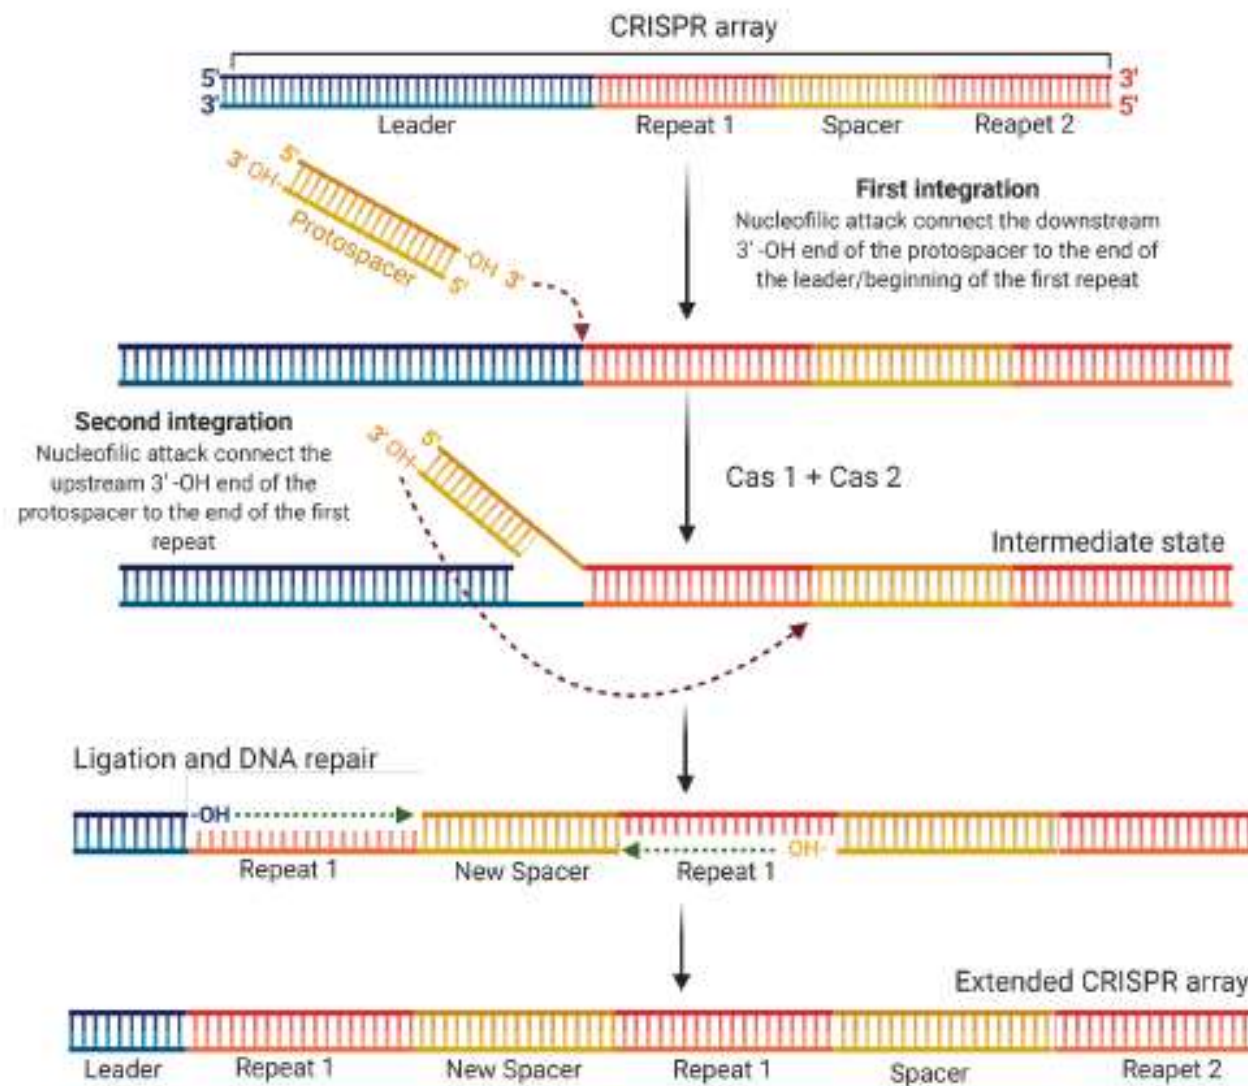 CRISPR array
5' 3'
3' 5'
Leader Repeat 1 Spacer Reapet 2
5'
3' OH-
Protospacer
-OH 3'
5'
First integration
Nucleofilic attack connect the downstream
3' -OH end of the protospacer to the end of
the leader/beginning of the first repeat
Second integration
Nucleofilic attack connect the
upstream 3' -OH end of the
protospacer to the end of the first
repeat
5'
3' OH-
Cas 1 + Cas 2
Intermediate state
Ligation and DNA repair
-OH
OH-
Repeat 1 New Spacer Repeat 1
Extended CRISPR array
Leader Repeat 1 New Spacer Repeat 1 Spacer Reapet 2